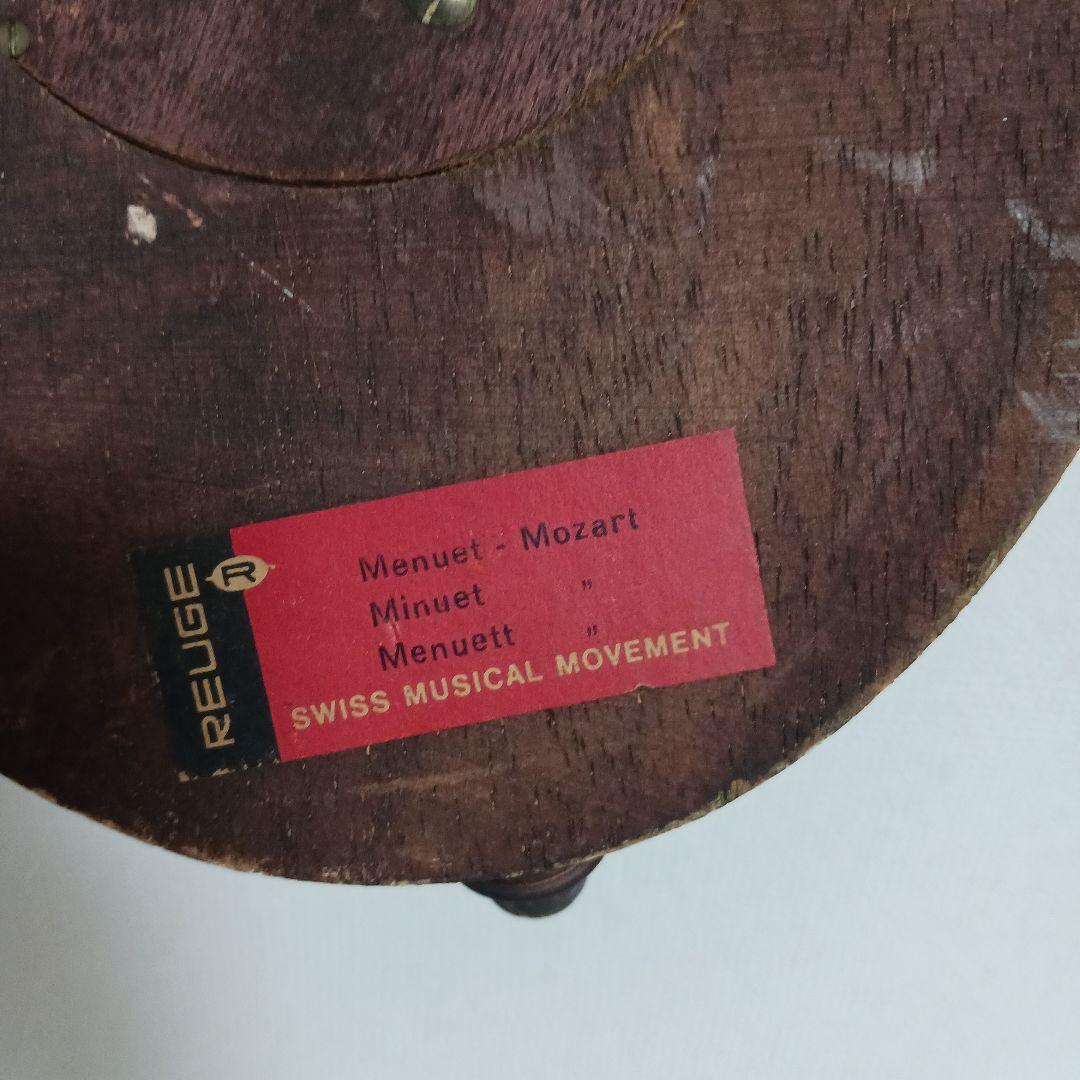 REUGE
R
Menuet - Mozart
Minuet "
Menuett "
SWISS MUSICAL MOVEMENT